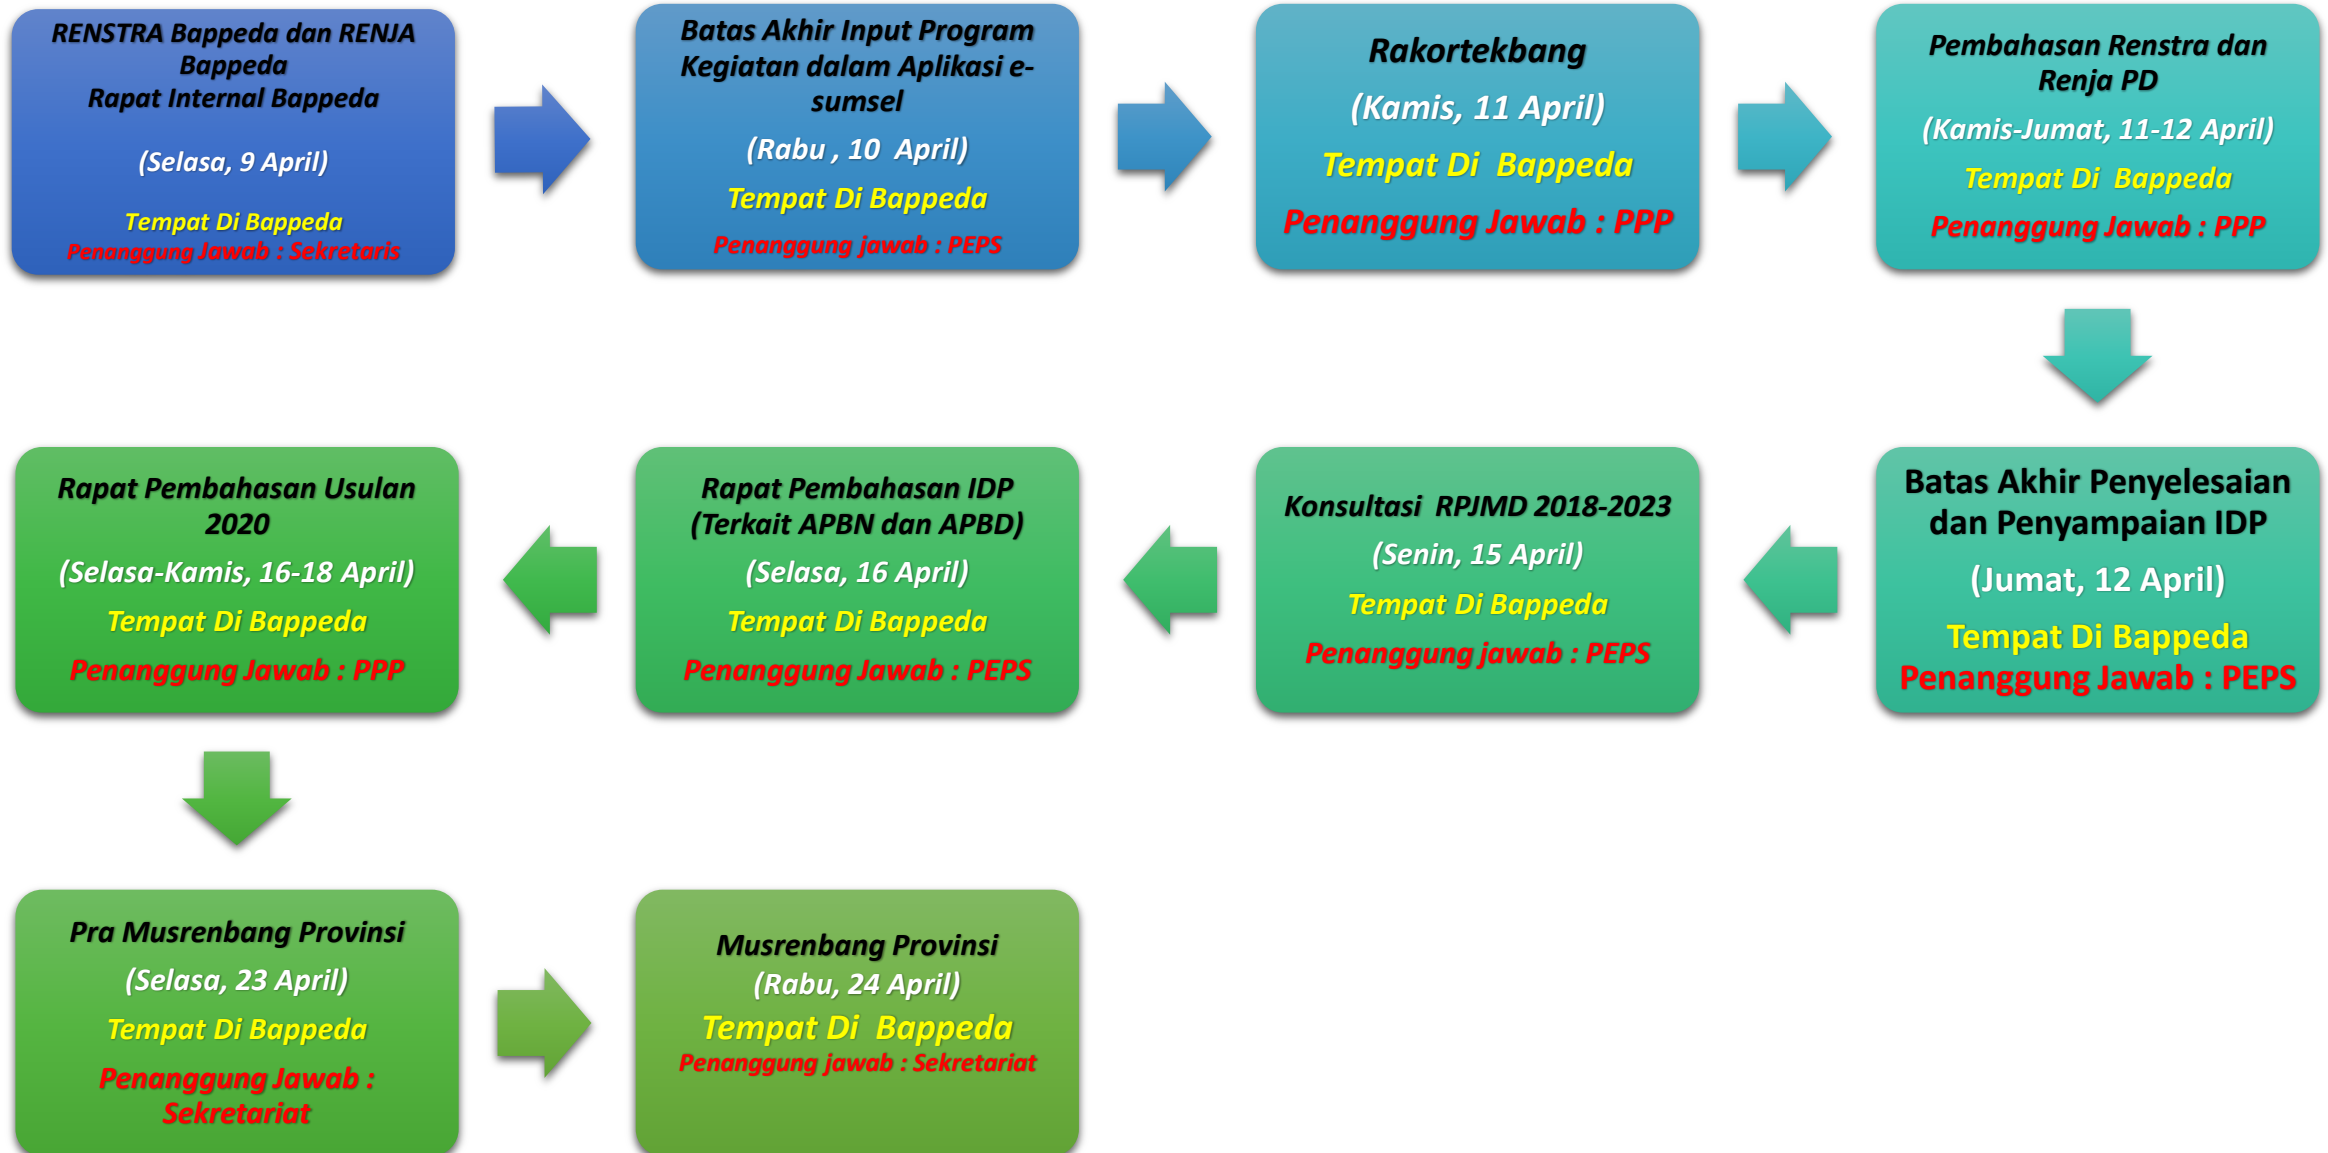 RENSTRA Bappeda dan RENJA
Bappeda
Rapat Internal Bappeda
(Selasa, 9 April)
Tempat Di Bappeda
Penanggung Jawab : Sekretaris
Batas Akhir Input Program
Kegiatan dalam Aplikasi e-
sumsel
(Rabu , 10 April)
Tempat Di Bappeda
Penanggung jawab : PEPS
Rakortekbang
(Kamis, 11 April)
Tempat Di Bappeda
Penanggung Jawab : PPP
Pembahasan Renstra dan
Renja PD
(Kamis-Jumat, 11-12 April)
Tempat Di Bappeda
Penanggung Jawab : PPP
Batas Akhir Penyelesaian
dan Penyampaian IDP
(Jumat, 12 April)
Tempat Di Bappeda
Penanggung Jawab : PEPS
Konsultasi RPJMD 2018-2023
(Senin, 15 April)
Tempat Di Bappeda
Penanggung jawab : PEPS
Rapat Pembahasan IDP
(Terkait APBN dan APBD)
(Selasa, 16 April)
Tempat Di Bappeda
Penanggung Jawab : PEPS
Rapat Pembahasan Usulan
2020
(Selasa-Kamis, 16-18 April)
Tempat Di Bappeda
Penanggung Jawab : PPP
Pra Musrenbang Provinsi
(Selasa, 23 April)
Tempat Di Bappeda
Penanggung Jawab :
Sekretariat
Musrenbang Provinsi
(Rabu, 24 April)
Tempat Di Bappeda
Penanggung jawab : Sekretariat